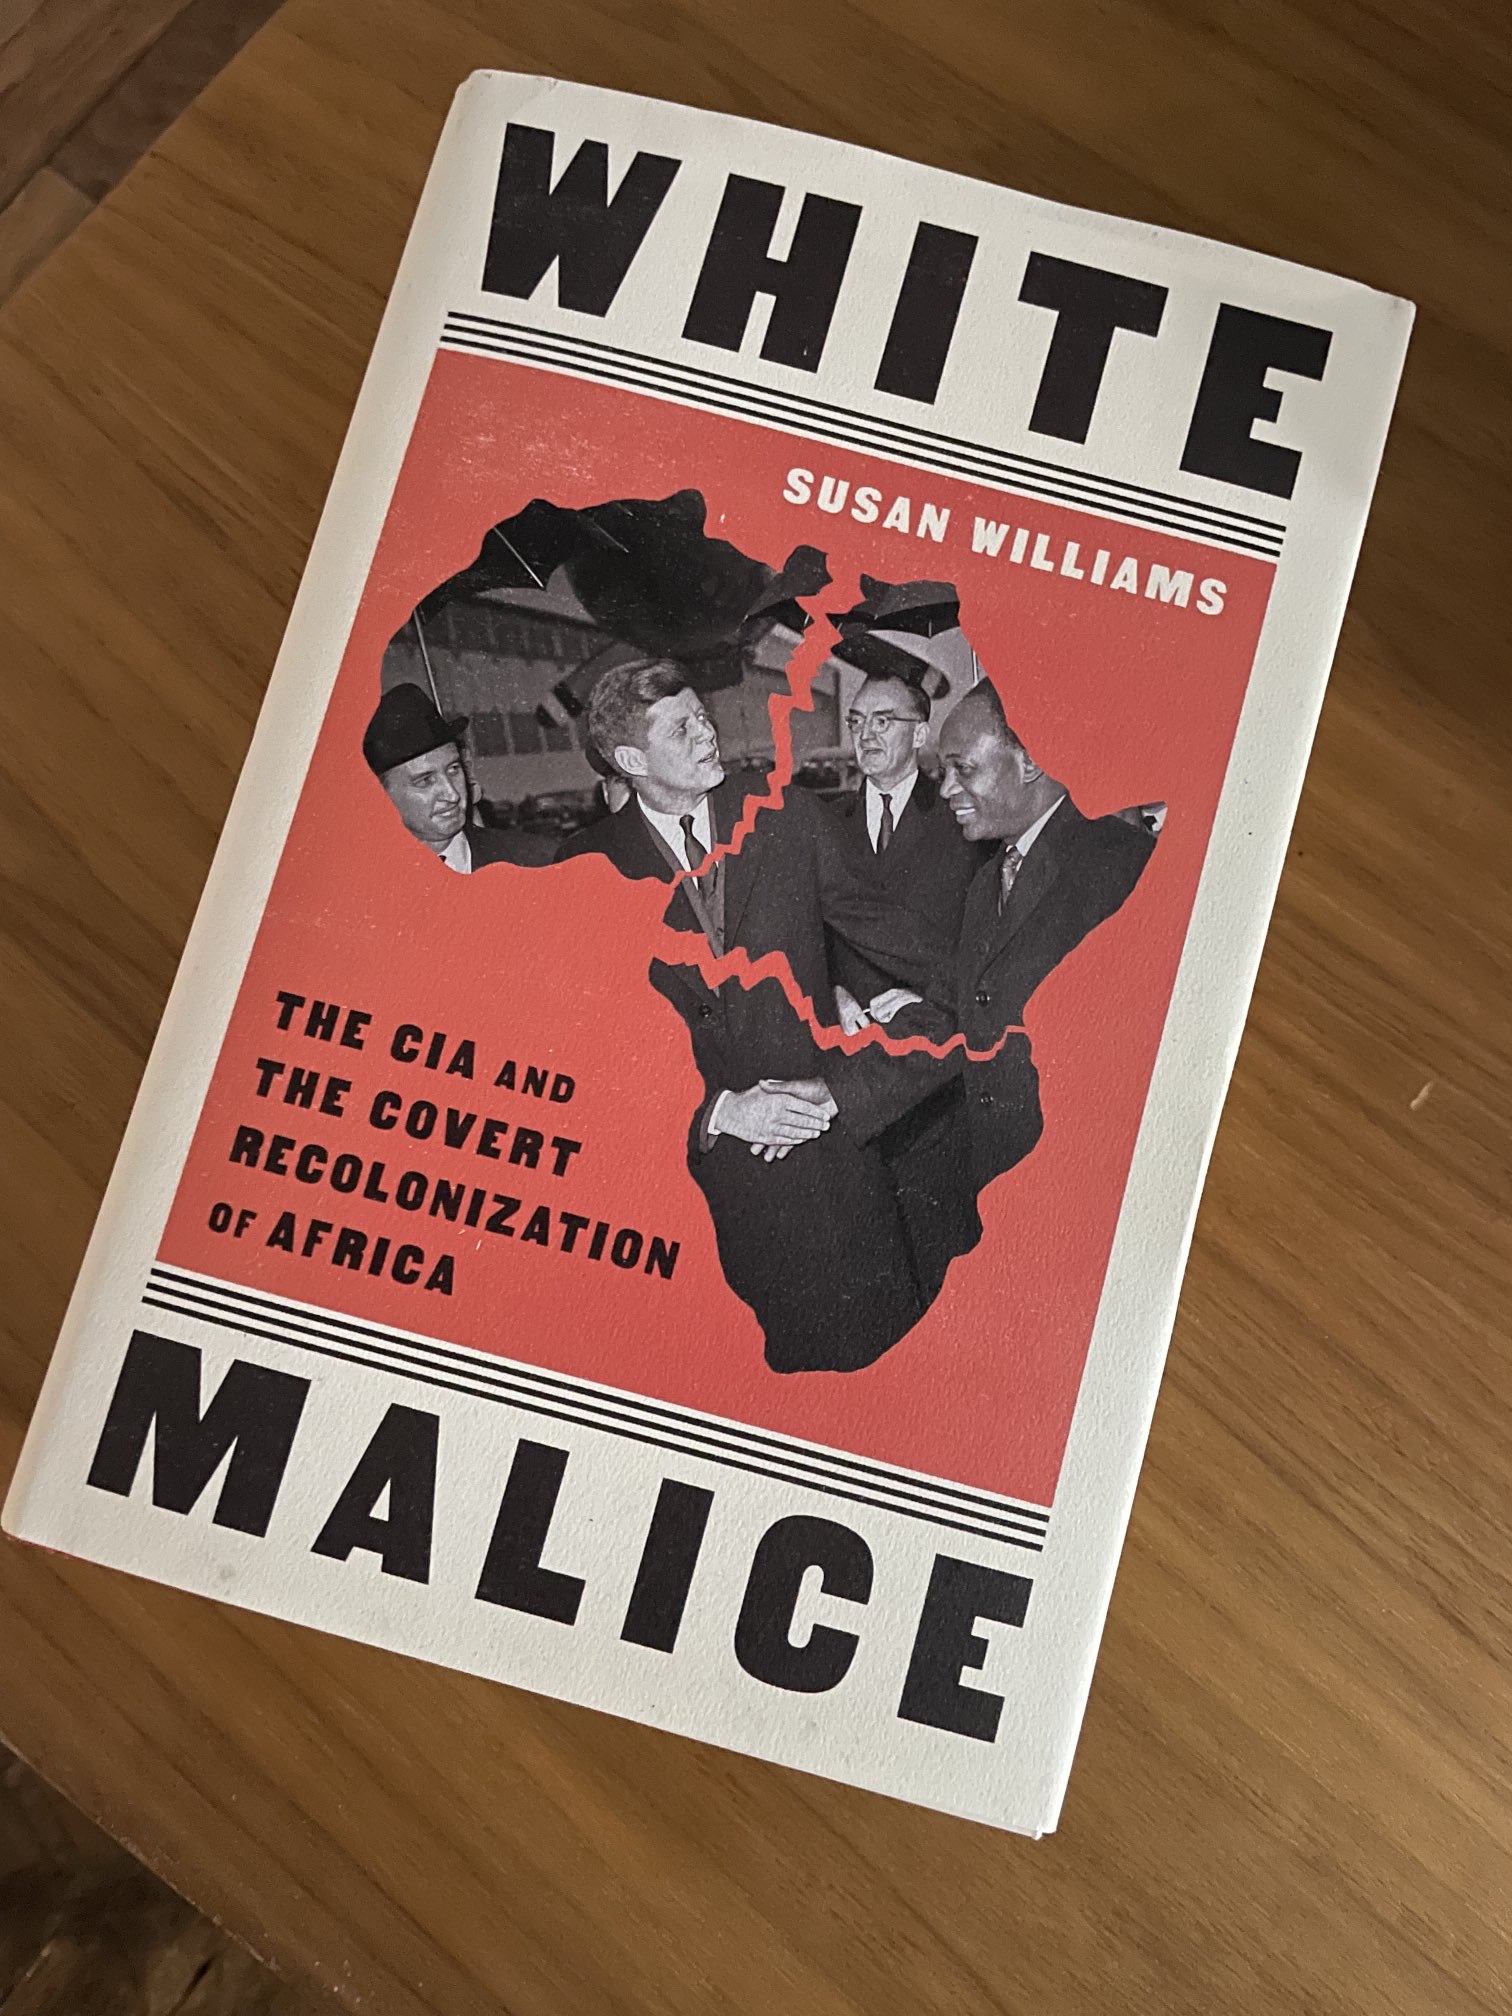 WHITE
SUSAN WILLIAMS
THE CIA AND
THE COVERT
RECOLONIZATION
OF AFRICA
MALICE